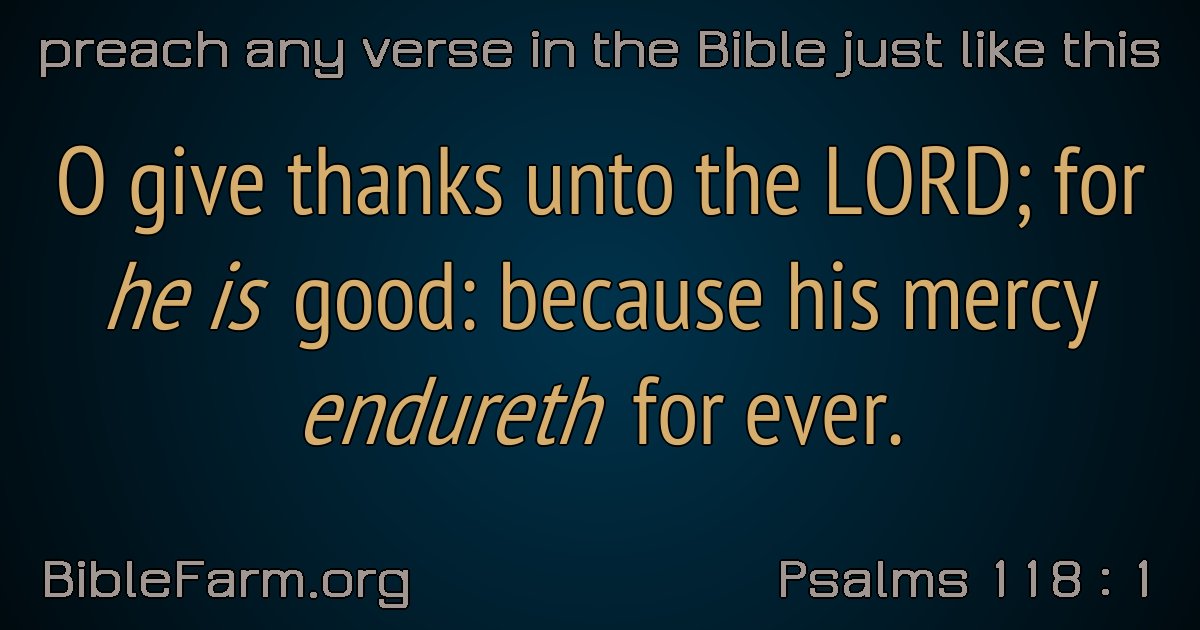 preach any verse in the Bible just like this
O give thanks unto the LORD; for
he is good: because his mercy
endureth for ever.
BibleFarm.org
Psalms 118 : 1